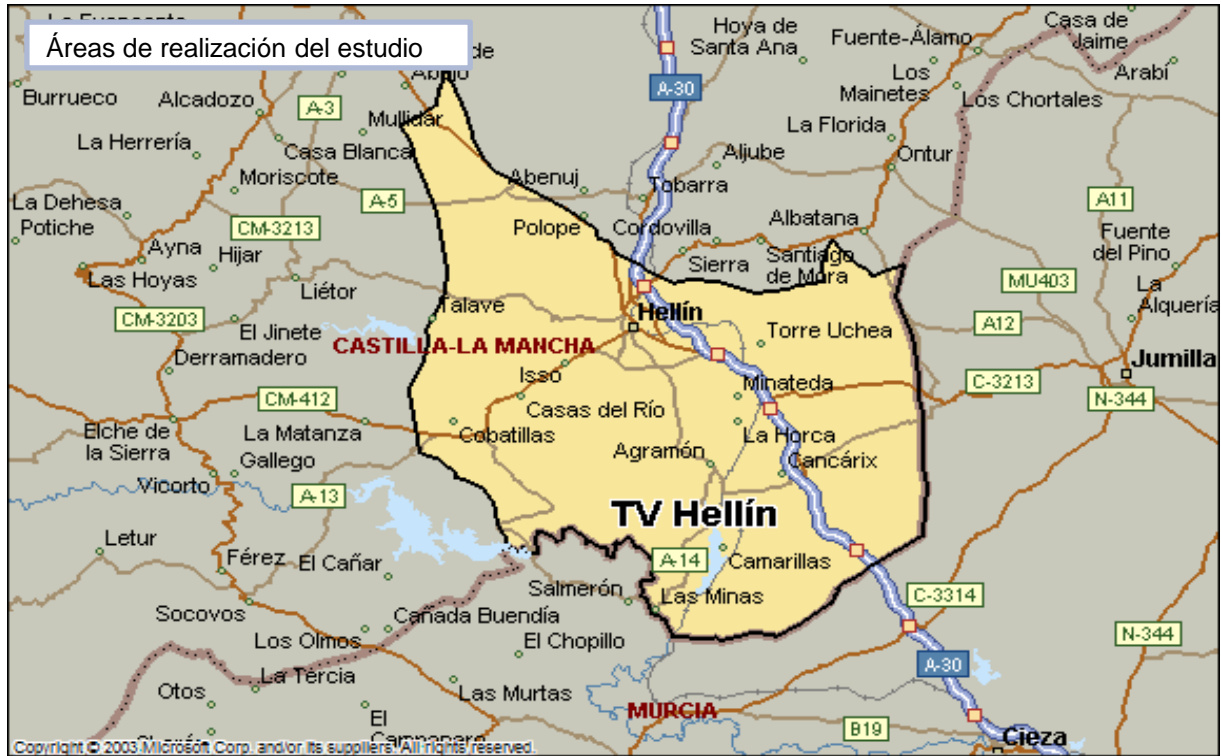 Áreas de realización del estudio
Hoya de
Santa Ana
Fuente-Álamo
Casa de
Jaime
Los
Mainetes
Arabí
Los Chortales
A-30
Burrueco
Alcadozo
A-3
Mullidar
La Herrería
Casa Blanca
La Florida
Ontur
Aljube
Moriscote
Abenuj
Tobarra
A-5
A11
La Dehesa
Potiche
CM-3213
Polope
Cordovilla
Albatana
Fuente
del Pino
Ayna
Hijar
Sierra
Santiago
de Mora
Las Hoyas
Liétor
MU403
La
Alquería
CM-3203
Talave
Hellín
El Jinete
Torre Uchea
A12
CASTILLA-LA MANCHA
Derramadero
Isso
Jumilla
C-3213
Minateda
N-344
CM-412
Casas del Río
Elche de
la Sierra
La Matanza
Cobatillas
La Horca
Gallego
Agramón
Cancárix
Vicorto
A-13
TV Hellín
Letur
Férez
El Cañar
A-14
Camarillas
Salmerón
Las Minas
C-3314
Socovos
Cañada Buendía
Los Olmos
El Chopillo
N-344
A-30
La Tercia
Otos
Las Murtas
MURCIA
El
B19
Cieza
Copyright © 2003 Microsoft Corp. and/or its suppliers. All rights reserved.